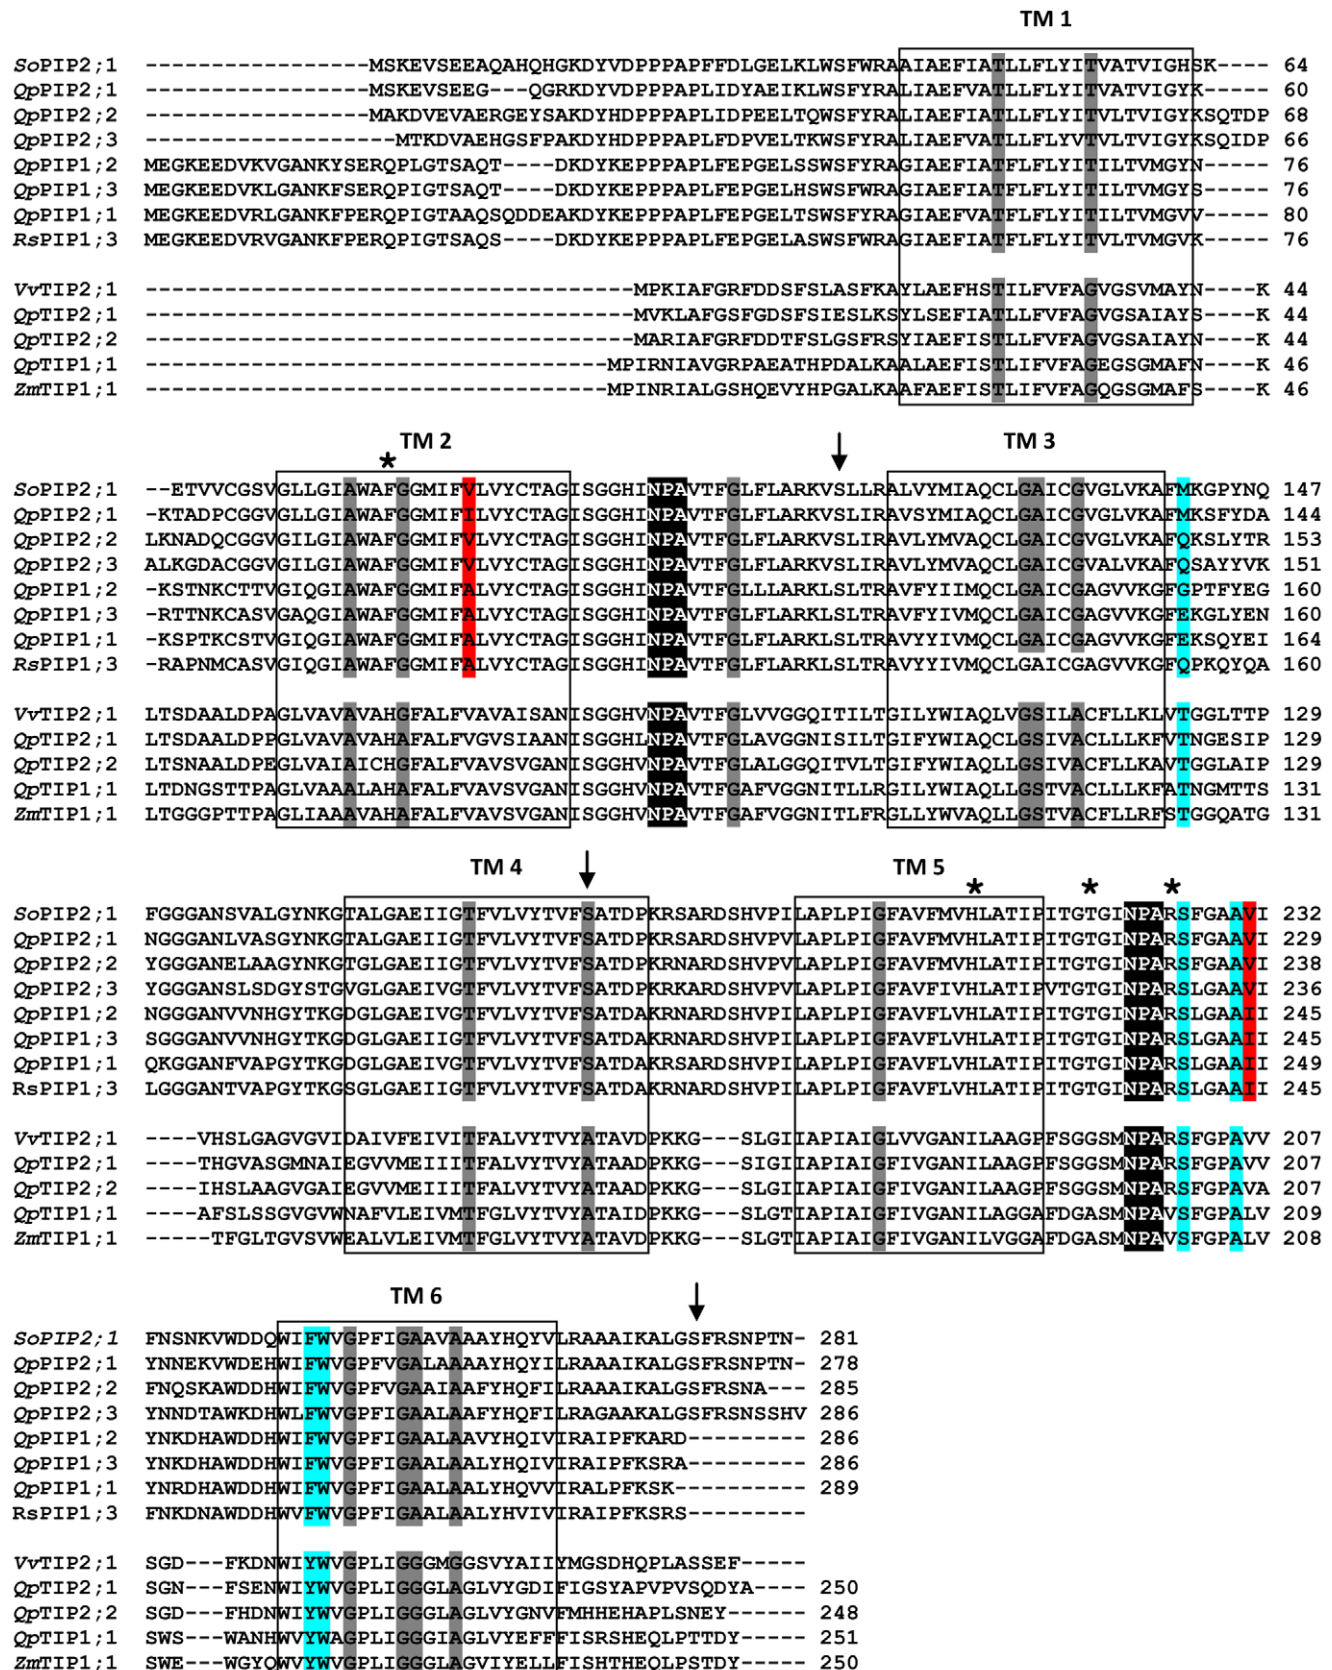 TM 1
SoPIP2;1 -----------------MSKEVSEEAQAHQHGKDYVDPPPAPFFDLGELKLWSFWRAAIAEFIATLLFLYITVATVIGHSK---- 64
QpPIP2;1 -----------------MSKEVSEEG---QGRKDYVDPPPAPLIDYAEIKLWSFYRALIAEFVATLLFLYITVATVIGYK----- 60
QpPIP2;2 -----------------MAKDVEVAERGEYSAKDYHDPPPAPLIDPEELTQWSFYRALIAEFIATLLFLYITVLTVIGYKSQTDP 68
QpPIP2;3 -------------------MTKDVAEHGSFPAKDYHDPPPAPLFDPVELTKWSFYRALIAEFVATLLFLYVTVLTVIGYKSQIDP 66
QpPIP1;2 MEGKEEDVKVGANKYSERQPLGTSAQT----DKDYKEPPPAPLFEPGELSSWSFYRAGIAEFIATFLFLYITILTVMGYN----- 76
QpPIP1;3 MEGKEEDVKLGANKFSERQPIGTSAQT----DKDYKEPPPAPLFEPGELHSWSFWRAGIAEFIATFLFLYITILTVMGYS----- 76
QpPIP1;1 MEGKEEDVRLGANKFPERQPIGTAAQSQDDEAKDYKEPPPAPLFEPGELTSWSFYRAGIAEFVATFLFLYITILTVMGVV----- 80
RsPIP1;3 MEGKEEDVRVGANKFPERQPIGTSAQS----DKDYKEPPPAPLFEPGELASWSFWRAGIAEFIATFLFLYITVLTVMGVK----- 76
VvTIP2;1 -------------------------------------MPKIAFGRFDDSFSLASFKAYLAEFHSTILFVFAGVGSVMAYN----K 44
QpTIP2;1 -------------------------------------MVKLAFGSFGDSFSIESLKSYLSEFIATLLFVFAGVGSAIAYS----K 44
QpTIP2;2 -------------------------------------MARIAFGRFDDTFSLGSFRSYIAEFISTLLFVFAGVGSAIAYN----K 44
QpTIP1;1 -----------------------------------MPIRNIAVGRPAEATHPDALKAALAEFISTLIFVFAGEGSGMAFN----K 46
ZmTIP1;1 -----------------------------------MPINRIALGSHQEVYHPGALKAAFAEFISTLIFVFAGQGSGMAFS----K 46
TM 2 TM 3
*
SoPIP2;1 --ETVVCGSVGLLGIAWAFGGMIFVLVYCTAGISGGHINPAVTFGLFLARKVSLLRALVYMIAQCLGAICGVGLVKAFMKGPYNQ 147
QpPIP2;1 -KTADPCGGVGLLGIAWAFGGMIFILVYCTAGISGGHINPAVTFGLFLARKVSLIRAVSYMIAQCLGAICGVGLVKAFMKSFYDA 144
QpPIP2;2 LKNADQCGGVGILGIAWAFGGMIFVLVYCTAGISGGHINPAVTFGLFLARKVSLIRAVLYMVAQCLGAICGVGLVKAFQKSLYTR 153
QpPIP2;3 ALKGDACGGVGILGIAWAFGGMIFVLVYCTAGISGGHINPAVTFGLFLARKVSLIRAVLYMVAQCLGAICGVALVKAFQSAYYVK 151
QpPIP1;2 -KSTNKCTTVGIQGIAWAFGGMIFALVYCTAGISGGHINPAVTFGLLLARKLSLTRAVFYIIMQCLGAICGAGVVKGFGPTFYEG 160
QpPIP1;3 -RTTNKCASVGAQGIAWAFGGMIFALVYCTAGISGGHINPAVTFGLFLARKLSLTRAVFYIVMQCLGAICGAGVVKGFEKGLYEN 160
QpPIP1;1 -KSPTKCSTVGIQGIAWAFGGMIFALVYCTAGISGGHINPAVTFGLFLARKLSLTRAVYYIVMQCLGAICGAGVVKGFEKSQYEI 164
RsPIP1;3 -RAPNMCASVGIQGIAWAFGGMIFALVYCTAGISGGHINPAVTFGLFLARKLSLTRAVYYIVMQCLGAICGAGVVKGFQPKQYQA 160
VvTIP2;1 LTSDAALDPAGLVAVAVAHGFALFVAVAISANISGGHVNPAVTFGLVVGGQITILTGILYWIAQLVGSILACFLLKLVTGGLTTP 129
QpTIP2;1 LTSDAALDPPGLVAVAVAHAFALFVGVSIAANISGGHLNPAVTFGLAVGGNISILTGIFYWIAQCLGSIVACLLLKFVTNGESIP 129
QpTIP2;2 LTSNAALDPEGLVAIAICHGFALFVAVSVGANISGGHVNPAVTFGLALGGQITVLTGIFYWIAQLLGSIVACFLLKAVTGGLAIP 129
QpTIP1;1 LTDNGSTTPAGLVAAALAHAFALFVAVSVGANISGGHVNPAVTFGAFVGGNITLLRGILYWIAQLLGSTVACLLLKFATNGMTTS 131
ZmTIP1;1 LTGGGPTTPAGLIAAAVAHAFALFVAVSVGANISGGHVNPAVTFGAFVGGNITLFRGLLYWVAQLLGSTVACFLLRFSTGGQATG 131
TM 4 TM 5
* * *
SoPIP2;1 FGGGANSVALGYNKGTALGAEIIGTFVLVYTVFSATDPKRSARDSHVPILAPLPIGFAVFMVHLATIPITGTGINPARSFGAAVI 232
QpPIP2;1 NGGGANLVASGYNKGTALGAEIIGTFVLVYTVFSATDPKRSARDSHVPVLAPLPIGFAVFMVHLATIPITGTGINPARSFGAAVI 229
QpPIP2;2 YGGGANELAAGYNKGTGLGAEIIGTFVLVYTVFSATDPKRNARDSHVPVLAPLPIGFAVFMVHLATIPITGTGINPARSFGAAVI 238
QpPIP2;3 YGGGANSLSDGYSTGVGLGAEIVGTFVLVYTVFSATDPKRKARDSHVPVLAPLPIGFAVFIVHLATIPVTGTGINPARSLGAAVI 236
QpPIP1;2 NGGGANVVNHGYTKGDGLGAEIVGTFVLVYTVFSATDAKRNARDSHVPILAPLPIGFAVFLVHLATIPITGTGINPARSLGAAII 245
QpPIP1;3 SGGGANVVNHGYTKGDGLGAEIIGTFVLVYTVFSATDAKRSARDSHVPILAPLPIGFAVFLVHLATIPITGTGINPARSLGAAII 245
QpPIP1;1 QKGGANFVAPGYTKGDGLGAEIVGTFVLVYTVFSATDAKRNARDSHVPILAPLPIGFAVFLVHLATIPITGTGINPARSLGAAII 249
RsPIP1;3 LGGGANTVAPGYTKGSGLGAEIIGTFVLVYTVFSATDAKRNARDSHVPILAPLPIGFAVFLVHLATIPITGTGINPARSLGAAII 245
VvTIP2;1 ----VHSLGAGVGVIDAIVFEIVITFALVYTVYATAVDPKKG---SLGIIAPIAIGLVVGANILAAGPFSGGSMNPARSFGPAVV 207
QpTIP2;1 ----THGVASGMNAIEGVVMEIIITFALVYTVYATAADPKKG---SIGIIAPIAIGFIVGANILAAGPFSGGSMNPARSFGPAVV 207
QpTIP2;2 ----IHSLAAGVGAIEGVVMEIIITFALVYTVYATAADPKKG---SLGIIAPIAIGFIVGANILAAGPFSGGSMNPARSFGPAVA 207
QpTIP1;1 ----AFSLSSGVGVWNAFVLEIVMTFGLVYTVYATAIDPKKG---SLGTIAPIAIGFIVGANILAGGAFDGASMNPAVSFGPALV 209
ZmTIP1;1 -----TFGLTGVSVWEALVLEIVMTFGLVYTVYATAVDPKKG---SLGTIAPIAIGFIVGANILVGGAFDGASMNPAVSFGPALV 208
TM 6
SoPIP2;1 FNSNKVWDDQWIFWVGPFIGAAVAAAYHQYVLRAAAIKALGSFRSNPTN- 281
QpPIP2;1 YNNEKVWDEHWIFWVGPFVGALAAAAYHQYILRAAAIKALGSFRSNPTN- 278
QpPIP2;2 FNQSKAWDDHWIFWVGPFVGAAIAAFYHQFILRAAAIKALGSFRSNA---- 285
QpPIP2;3 YNNDTAWKDHWLFWVGPFIGAALAAFYHQFILRAGAAKALGSFRSNSSHV 286
QpPIP1;2 YNKDHAWDDHWIFWVGPFIGAALAAVYHQIVIRAIPFKARD--------- 286
QpPIP1;3 YNKDHAWDDHWIFWVGPFIGAALAALYHQIVIRAIPFKSRA--------- 286
QpPIP1;1 YNRDHAWDDHWIFWVGPFIGAALAALYHQVVIRALPFKSK---------- 289
RsPIP1;3 FNKDNAWDDHWVFWVGPFIGAALAALYHVIVIRAIPFKSRS---------
VvTIP2;1 SGD---FKDNWIYWVGPLIGGGMGGSVYAIIYMGSDHQPLASSEF-----
QpTIP2;1 SGN---FSENWIYWVGPLIGGGLAGLVYGDIFIGSYAPVPVSQDYA---- 250
QpTIP2;2 SGD---FHDNWIYWVGPLIGGGLAGLVYGNVFMHHEHAPLSNEY------ 248
QpTIP1;1 SWS---WANHWVYWAGPLIGGGIAGLVYEFFFISRSHEQLPTTDY----- 251
ZmTIP1;1 SWE---WGYQWVYWVGPLIGGGLAGVIYELLFISHTHEQLPSTDY----- 250